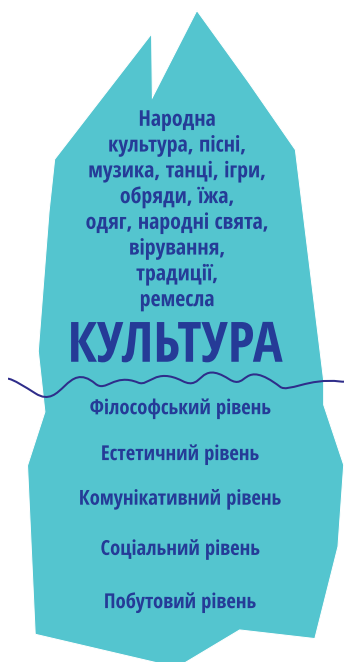 Народна
культура, пісні,
музика, танці, ігри,
обряди, їжа,
одяг, народні свята,
вірування,
традиції,
ремесла
КУЛЬТУРА
Філософський рівень
Естетичний рівень
Комунікативний рівень
Соціальний рівень
Побутовий рівень